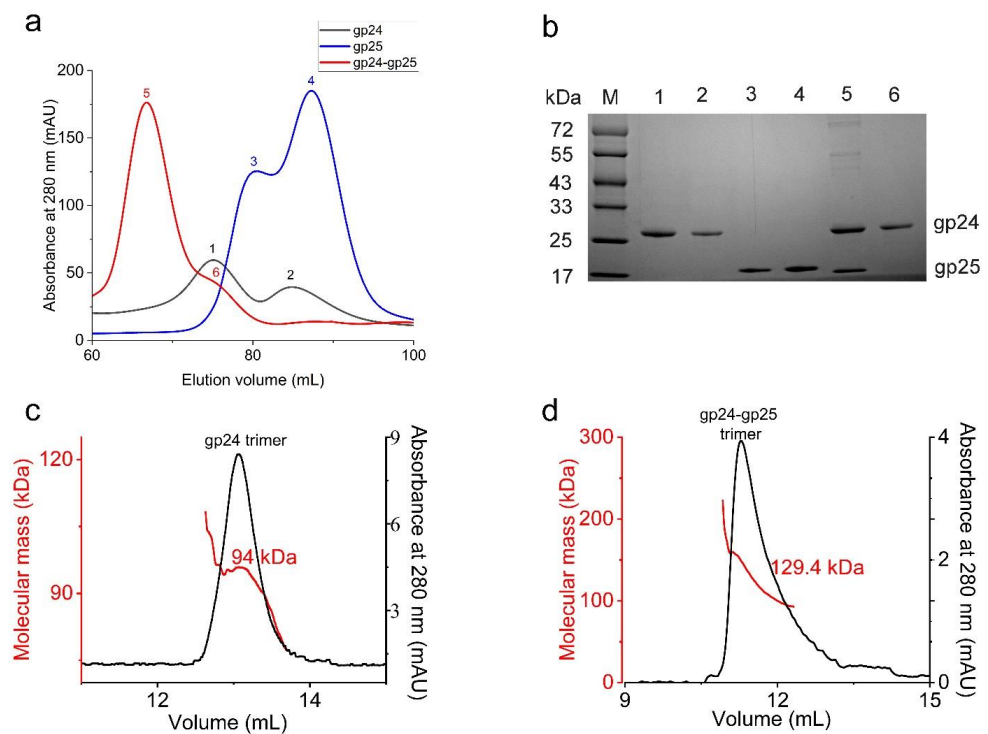 a
gp24
gp25
gp24-gp25
200
150
100
50
0
5
4
3
1
2
6
60
80
100
Absorbance at 280 nm (mAU)
Elution volume (mL)
b
kDa M 1 2 3 4 5 6
72
55
43
33
25
17
gp24
gp25
c
gp24 trimer
120
90
9
6
3
94 kDa
Molecular mass (kDa)
Absorbance at 280 nm (mAU)
12
14
Volume (mL)
d
gp24-gp25
trimer
300
200
150
100
50
0
4
2
0
129.4 kDa
Molecular mass (kDa)
Absorbance at 280 nm (mAU)
9
12
15
Volume (mL)